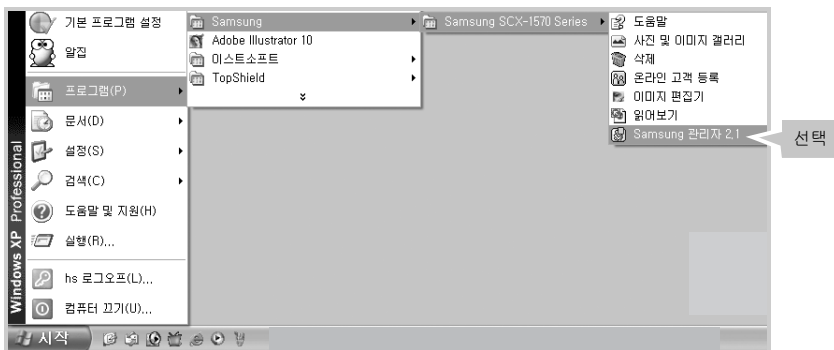 기본 프로그램 설정
알집
프로그램(P)
문서(D)
설정(S)
검색(C)
도움말 및 지원(H)
실행(R)...
hs 로그오프(L)...
컴퓨터 끄기(U)...
Windows XP Professional
시작
Samsung
Adobe Illustrator 10
이스트소프트
TopShield
Samsung SCX-1570 Series
도움말
사진 및 이미지 갤러리
삭제
온라인 고객 등록
이미지 편집기
읽어보기
Samsung 관리자 2.1
선택